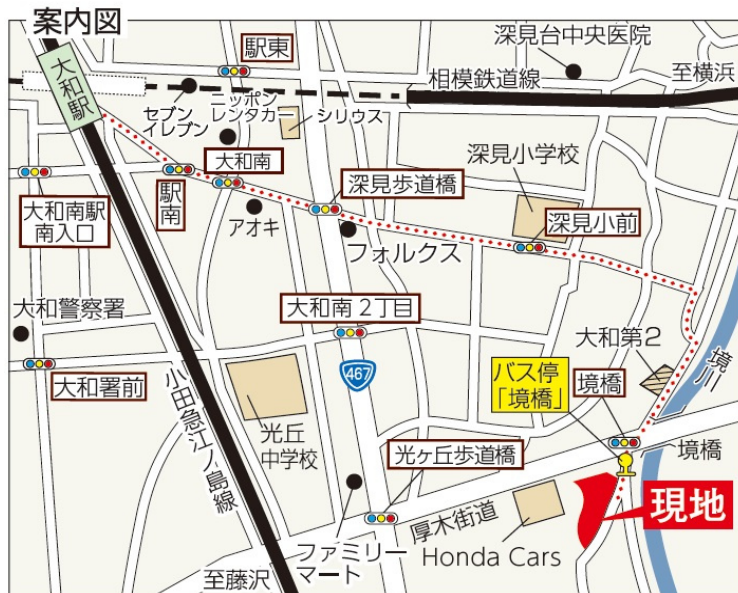 案内図
大和駅
駅東
深見台中央医院
相模鉄道線
至横浜
セブン
イレブン
ニッポン
レンタカー
シリウス
大和南
深見小学校
大和南駅
南入口
駅南
アオキ
深見歩道橋
フォルクス
深見小前
大和警察署
大和南2丁目
大和第2
境川
大和署前
小田急江ノ島線
467
バス停
「境橋」
境橋
光丘
中学校
光ヶ丘歩道橋
境橋
現地
厚木街道
Honda Cars
ファミリー
マート
至藤沢